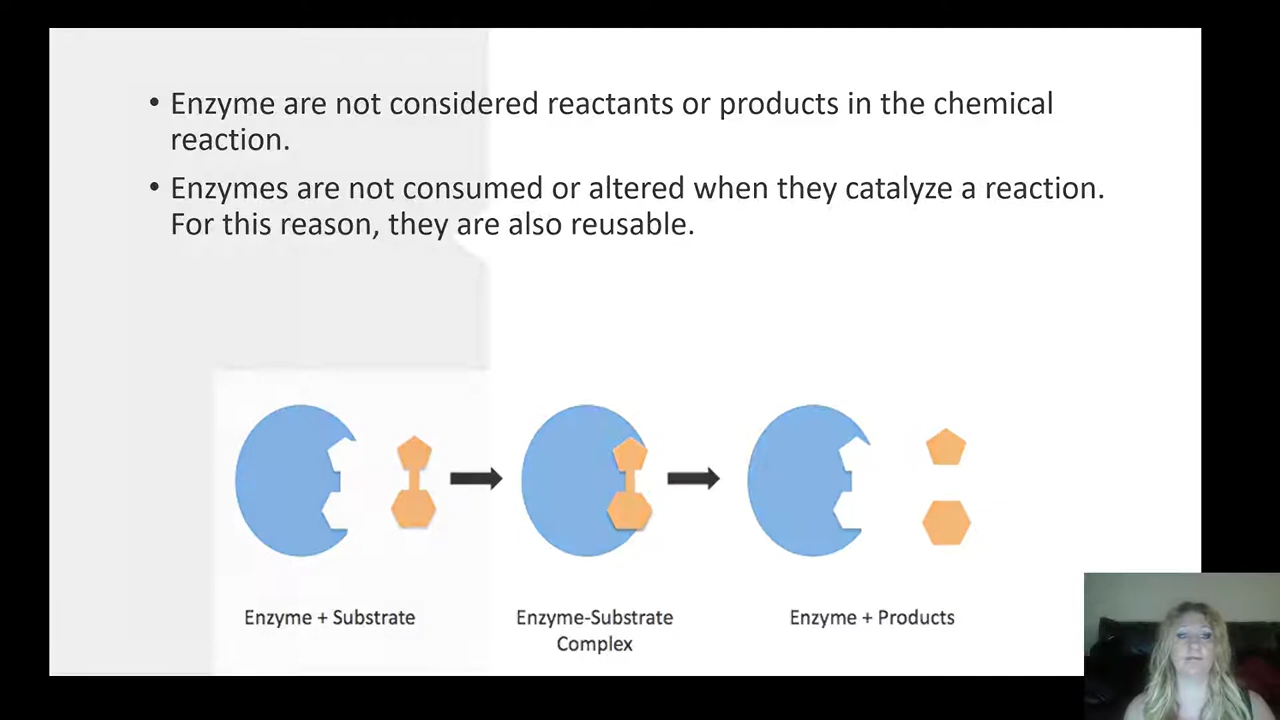 • Enzyme are not considered reactants or products in the chemical
reaction.
• Enzymes are not consumed or altered when they catalyze a reaction.
For this reason, they are also reusable.
Enzyme + Substrate
Enzyme-Substrate
Complex
Enzyme + Products